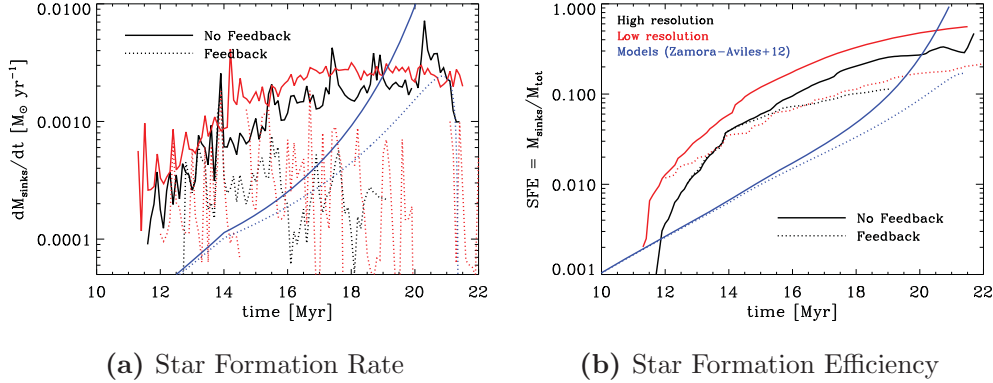 0.0100
0.0010
0.0001
dM_sinks/dt [M_⊙ yr⁻¹]
No Feedback
Feedback
10 12 14 16 18 20 22
time [Myr]
(a) Star Formation Rate
1.000
0.100
0.010
0.001
SFE = M_sinks/M_tot
High resolution
Low resolution
Models (Zamora-Aviles+12)
No Feedback
Feedback
10 12 14 16 18 20 22
time [Myr]
(b) Star Formation Efficiency